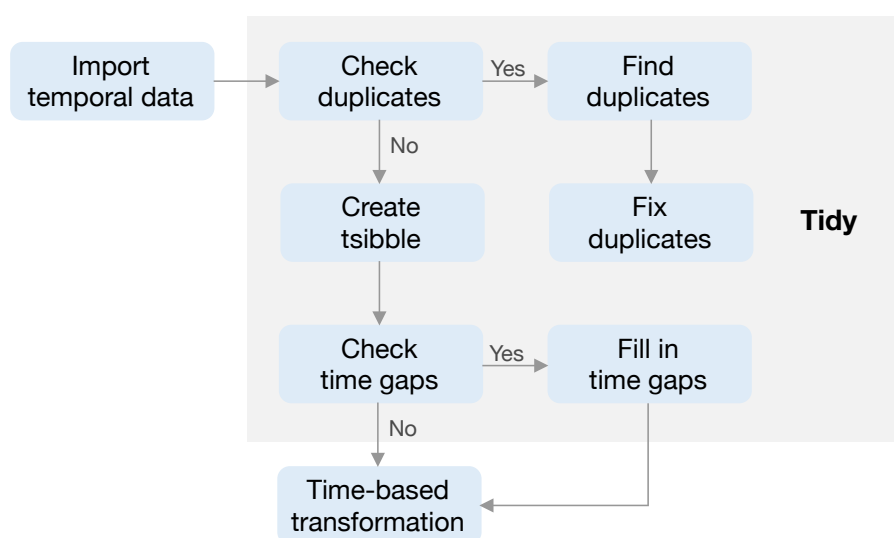 Import
temporal data
Check
duplicates
Yes
Find
duplicates
No
Create
tsibble
Fix
duplicates
Tidy
Check
time gaps
Yes
Fill in
time gaps
No
Time-based
transformation